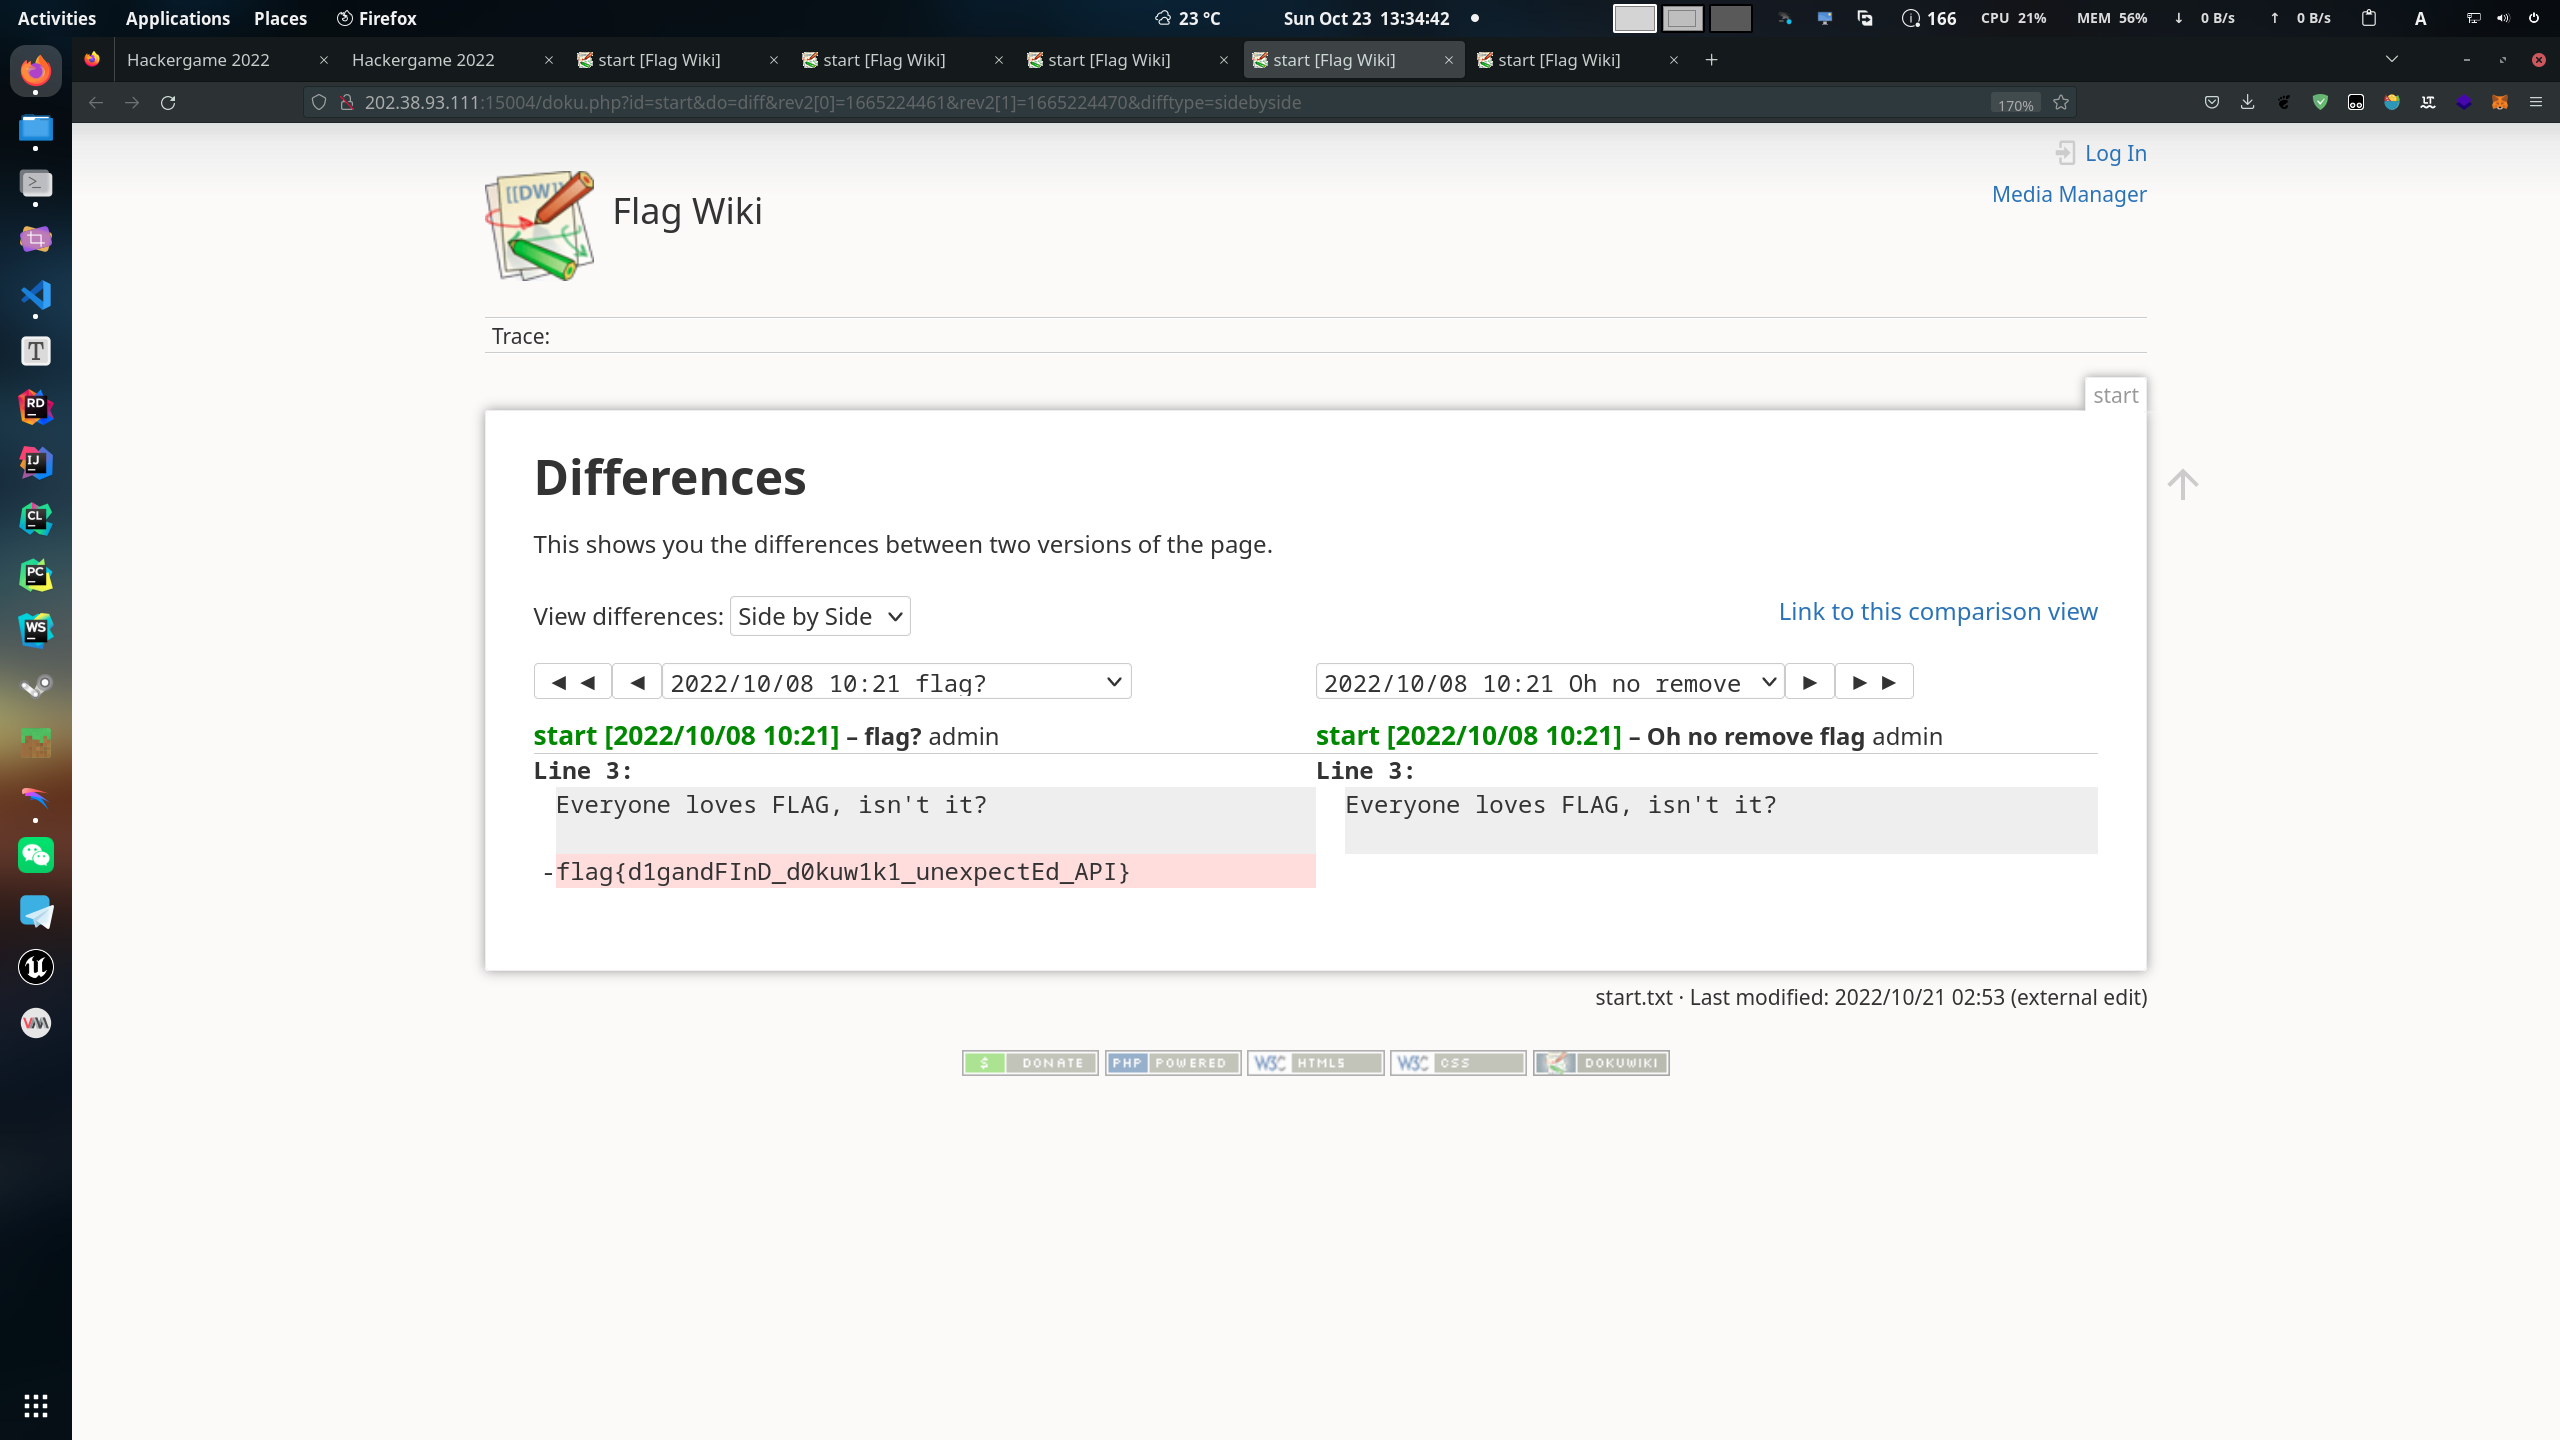 Activities Applications Places Firefox 23 °C Sun Oct 23 13:34:42 166 CPU 21% MEM 56% ↓ 0 B/s ↑ 0 B/s A
Hackergame 2022 × Hackergame 2022 × start [Flag Wiki] × start [Flag Wiki] × start [Flag Wiki] × start [Flag Wiki] × start [Flag Wiki] × +
202.38.93.111:15004/doku.php?id=start&do=diff&rev2[0]=1665224461&rev2[1]=1665224470&difftype=sidebyside 170%
Log In
Media Manager
[[DW]]
Flag Wiki
Trace:
start
Differences
This shows you the differences between two versions of the page.
View differences: Side by Side Link to this comparison view
◄ ◄ ◄ 2022/10/08 10:21 flag? 2022/10/08 10:21 Oh no remove ► ► ►
start [2022/10/08 10:21] – flag? admin start [2022/10/08 10:21] – Oh no remove flag admin
Line 3: Line 3:
Everyone loves FLAG, isn't it? Everyone loves FLAG, isn't it?
-flag{d1gandFInD_d0kuw1k1_unexpectEd_API}
start.txt · Last modified: 2022/10/21 02:53 (external edit)
$ DONATE PHP POWERED W3C HTML5 W3C CSS DOKUWIKI
T
RD
IJ
CL
PC
WS